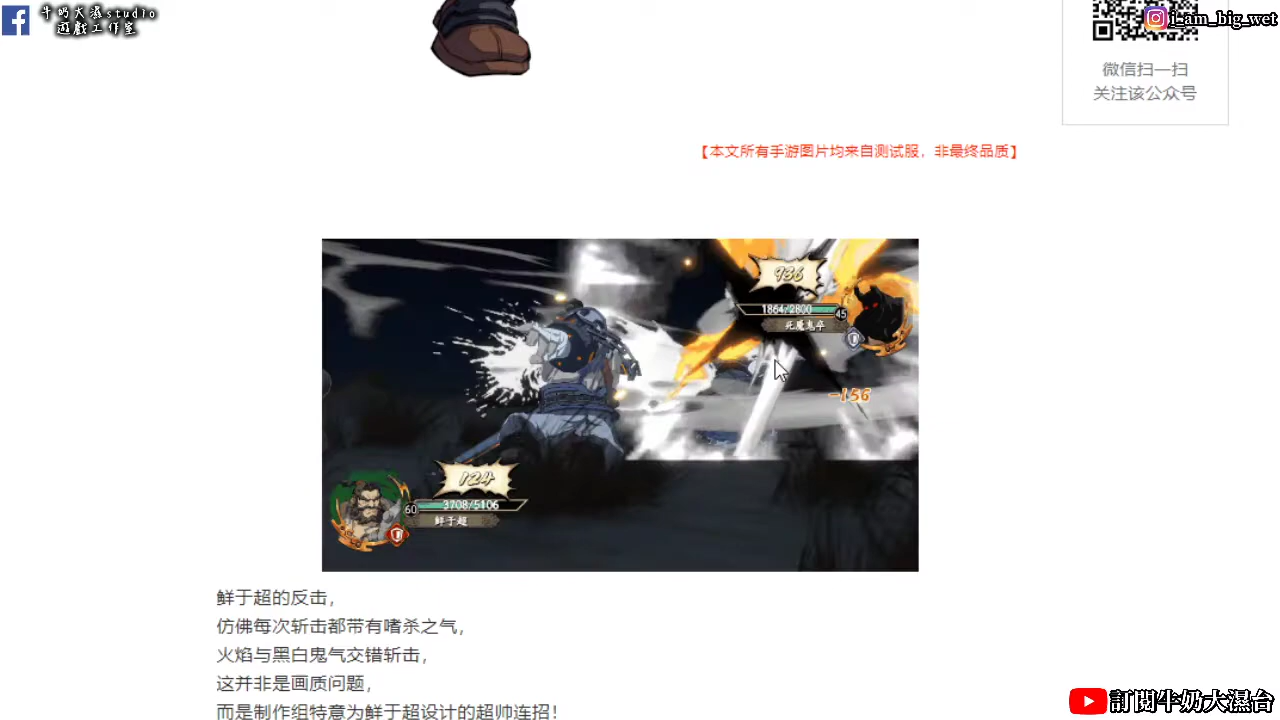 牛奶大濕studio
遊戲工作室
i_am_big_wet
微信扫一扫
关注该公众号
【本文所有手游图片均来自测试服，非最终品质】
936
1864/2800
45
死魔鬼卒
-156
124
60
3708/5106
鲜于超
鲜于超的反击，
仿佛每次斩击都带有嗜杀之气，
火焰与黑白鬼气交错斩击，
这并非是画质问题，
而是制作组特意为鲜于超设计的超帅连招！
訂閱牛奶大濕台